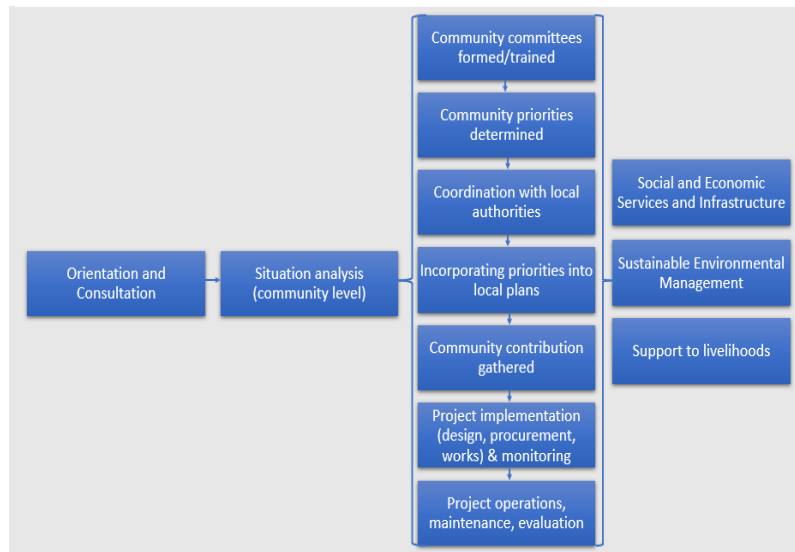 Orientation and
Consultation
Situation analysis
(community level)
Community committees
formed/trained
Community priorities
determined
Coordination with local
authorities
Incorporating priorities into
local plans
Community contribution
gathered
Project implementation
(design, procurement,
works) & monitoring
Project operations,
maintenance, evaluation
Social and Economic
Services and Infrastructure
Sustainable Environmental
Management
Support to livelihoods